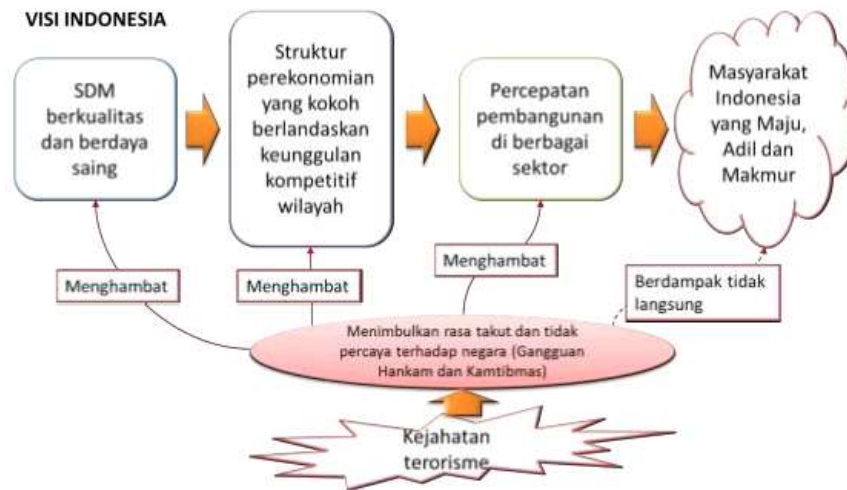 VISI INDONESIA
SDM
berkualitas
dan berdaya
saing
Struktur
perekonomian
yang kokoh
berlandaskan
keunggulan
kompetitif
wilayah
Percepatan
pembangunan
di berbagai
sektor
Masyarakat
Indonesia
yang Maju,
Adil dan
Makmur
Menghambat
Menghambat
Menghambat
Berdampak tidak
langsung
Menimbulkan rasa takut dan tidak
percaya terhadap negara (Gangguan
Hankam dan Kamtibmas)
Kejahatan
terorisme